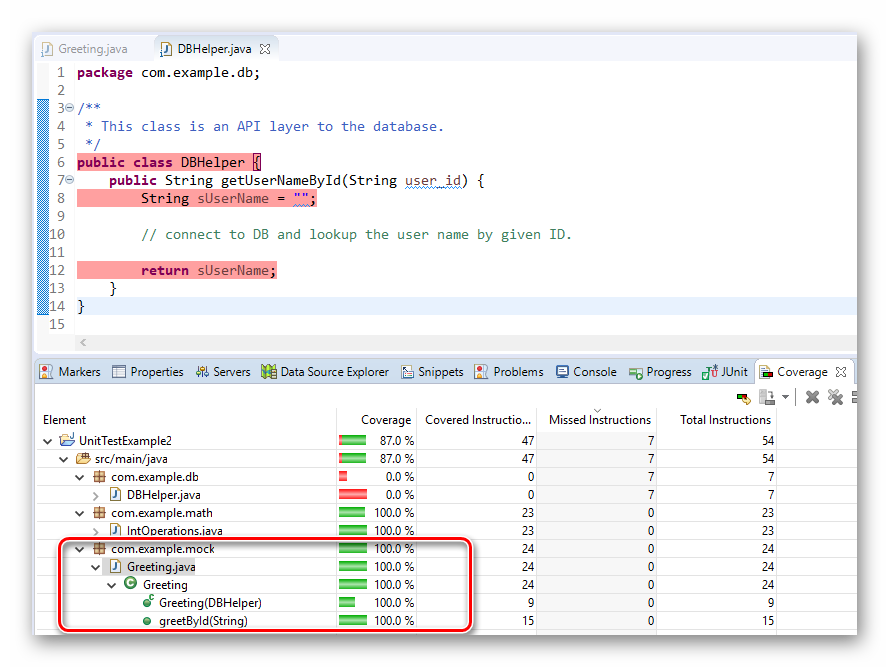 Greeting.java DBHelper.java
1 package com.example.db;
2
3 /**
4 * This class is an API layer to the database.
5 */
6 public class DBHelper {
7 public String getUserNameById(String user_id) {
8 String sUserName = "";
9
10 // connect to DB and lookup the user name by given ID.
11
12 return sUserName;
13 }
14 }
15
Markers Properties Servers Data Source Explorer Snippets Problems Console Progress JUnit Coverage
Element Coverage Covered Instructio... Missed Instructions Total Instructions
UnitTestExample2 87.0 % 47 7 54
src/main/java 87.0 % 47 7 54
com.example.db 0.0 % 0 7 7
DBHelper.java 0.0 % 0 7 7
com.example.math 100.0 % 23 0 23
IntOperations.java 100.0 % 23 0 23
com.example.mock 100.0 % 24 0 24
Greeting.java 100.0 % 24 0 24
Greeting 100.0 % 24 0 24
Greeting(DBHelper) 100.0 % 9 0 9
greetById(String) 100.0 % 15 0 15